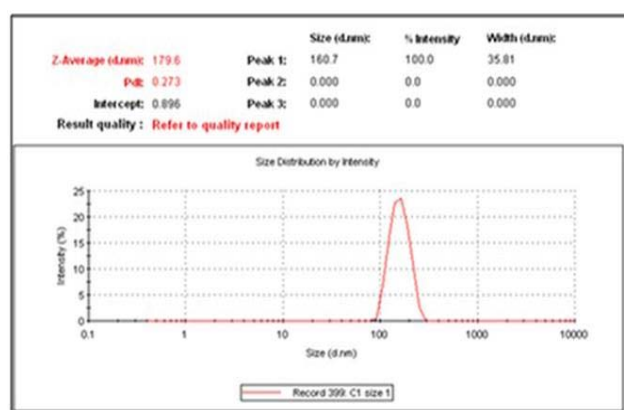 Size (d.nm): % Intensity Width (d.nm):
Z-Average (d.nm): 179.6 Peak 1: 160.7 100.0 35.81
PdI: 0.273 Peak 2: 0.000 0.0 0.000
Intercept: 0.896 Peak 3: 0.000 0.0 0.000
Result quality : Refer to quality report
Size Distribution by Intensity
25
20
15
10
5
0
Intensity (%)
0.1 1 10 100 1000 10000
Size (d.nm)
Record 399: C1 size 1